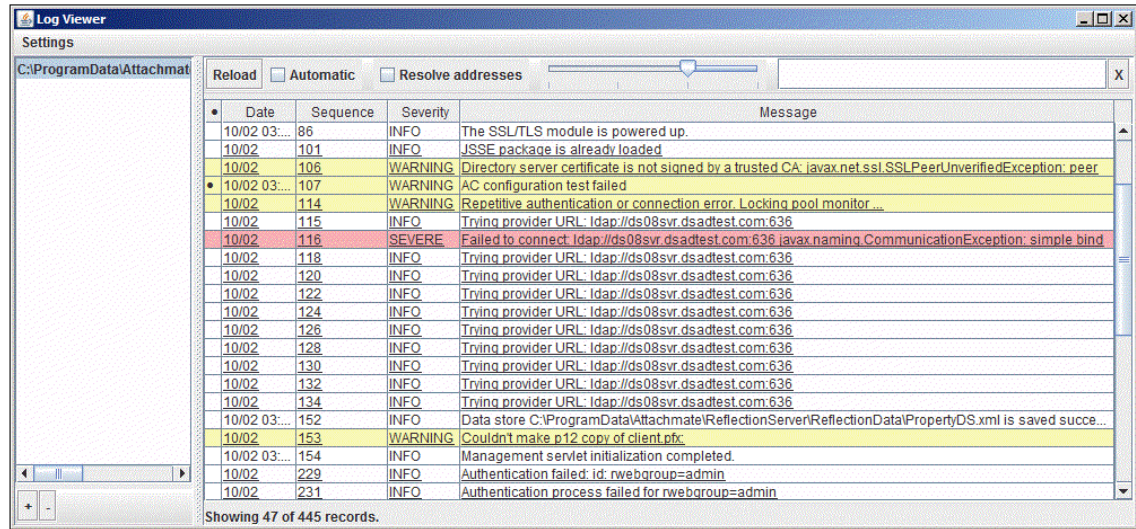 Log Viewer
Settings
C:\ProgramData\Attachmat
Reload Automatic Resolve addresses X
• Date Sequence Severity Message
10/02 03:... 86 INFO The SSL/TLS module is powered up.
10/02 101 INFO JSSE package is already loaded
10/02 106 WARNING Directory server certificate is not signed by a trusted CA: javax.net.ssl.SSLPeerUnverifiedException: peer
• 10/02 03:... 107 WARNING AC configuration test failed
10/02 114 WARNING Repetitive authentication or connection error. Locking pool monitor ...
10/02 115 INFO Trying provider URL: ldap://ds08svr.dsadtest.com:636
10/02 116 SEVERE Failed to connect: ldap://ds08svr.dsadtest.com:636 javax.naming.CommunicationException: simple bind
10/02 118 INFO Trying provider URL: ldap://ds08svr.dsadtest.com:636
10/02 120 INFO Trying provider URL: ldap://ds08svr.dsadtest.com:636
10/02 122 INFO Trying provider URL: ldap://ds08svr.dsadtest.com:636
10/02 124 INFO Trying provider URL: ldap://ds08svr.dsadtest.com:636
10/02 126 INFO Trying provider URL: ldap://ds08svr.dsadtest.com:636
10/02 128 INFO Trying provider URL: ldap://ds08svr.dsadtest.com:636
10/02 130 INFO Trying provider URL: ldap://ds08svr.dsadtest.com:636
10/02 132 INFO Trying provider URL: ldap://ds08svr.dsadtest.com:636
10/02 134 INFO Trying provider URL: ldap://ds08svr.dsadtest.com:636
10/02 03:... 152 INFO Data store C:\ProgramData\Attachmate\ReflectionServer\ReflectionData\PropertyDS.xml is saved succe...
10/02 153 WARNING Couldn't make p12 copy of client.pfx:
10/02 03:... 154 INFO Management servlet initialization completed.
10/02 229 INFO Authentication failed: id: rwebgroup=admin
10/02 231 INFO Authentication process failed for rwebgroup=admin
+ -
Showing 47 of 445 records.